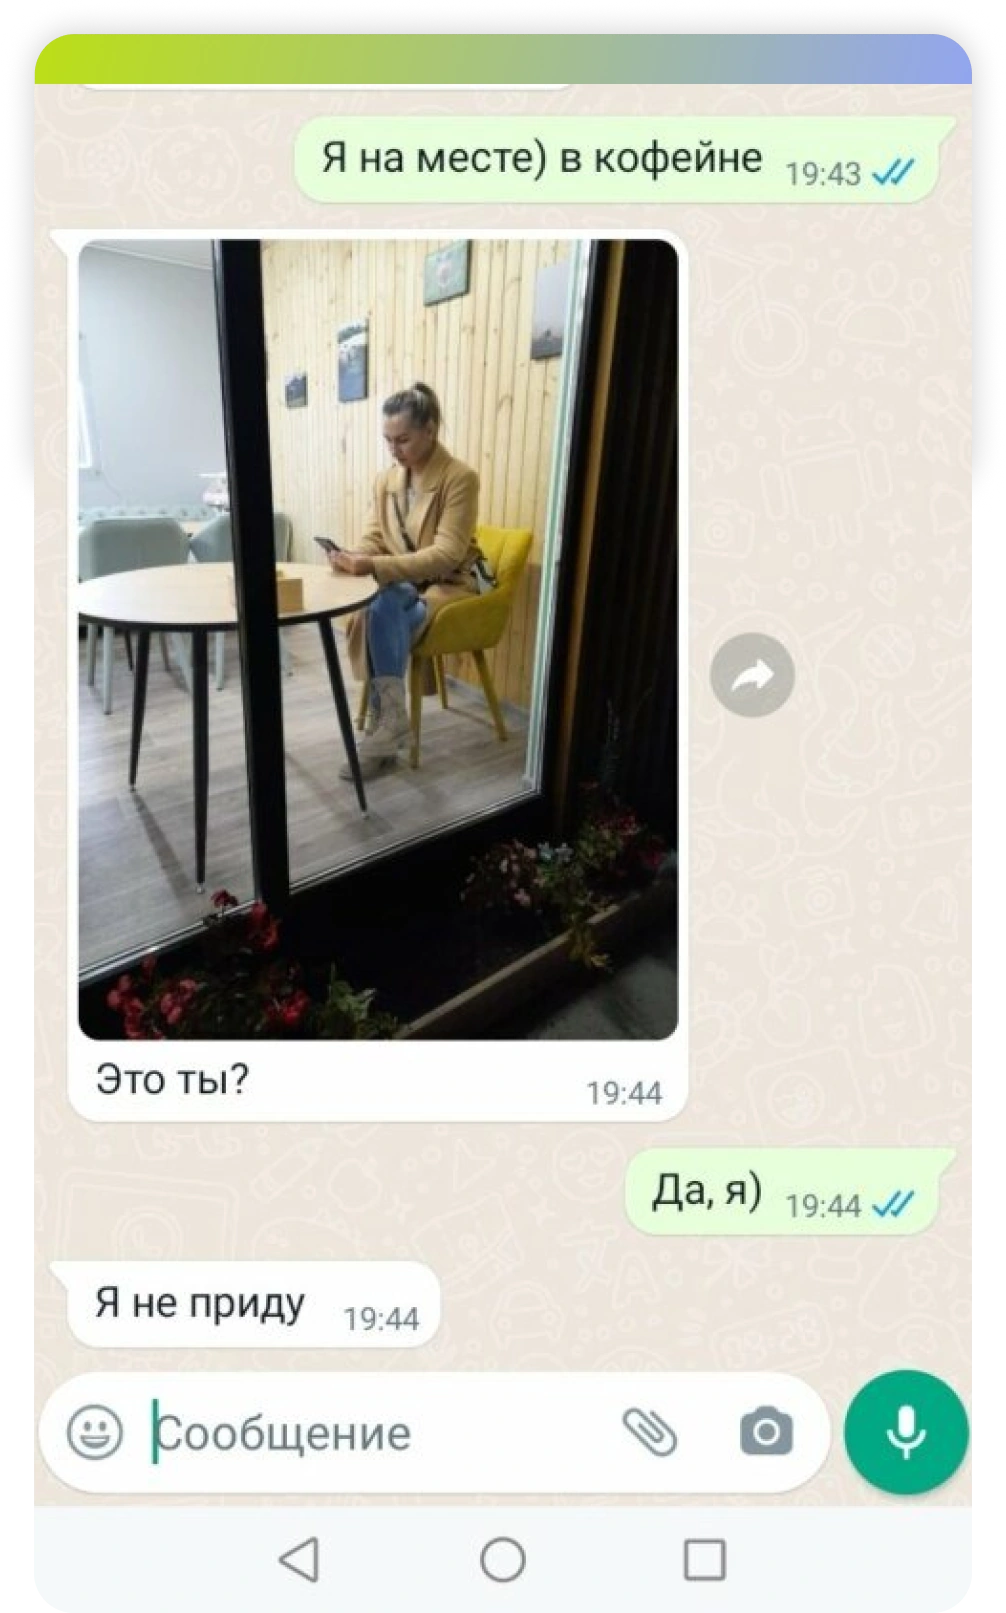 Я на месте) в кофейне 19:43
Это ты?
19:44
Да, я) 19:44
Я не приду 19:44
Сообщение